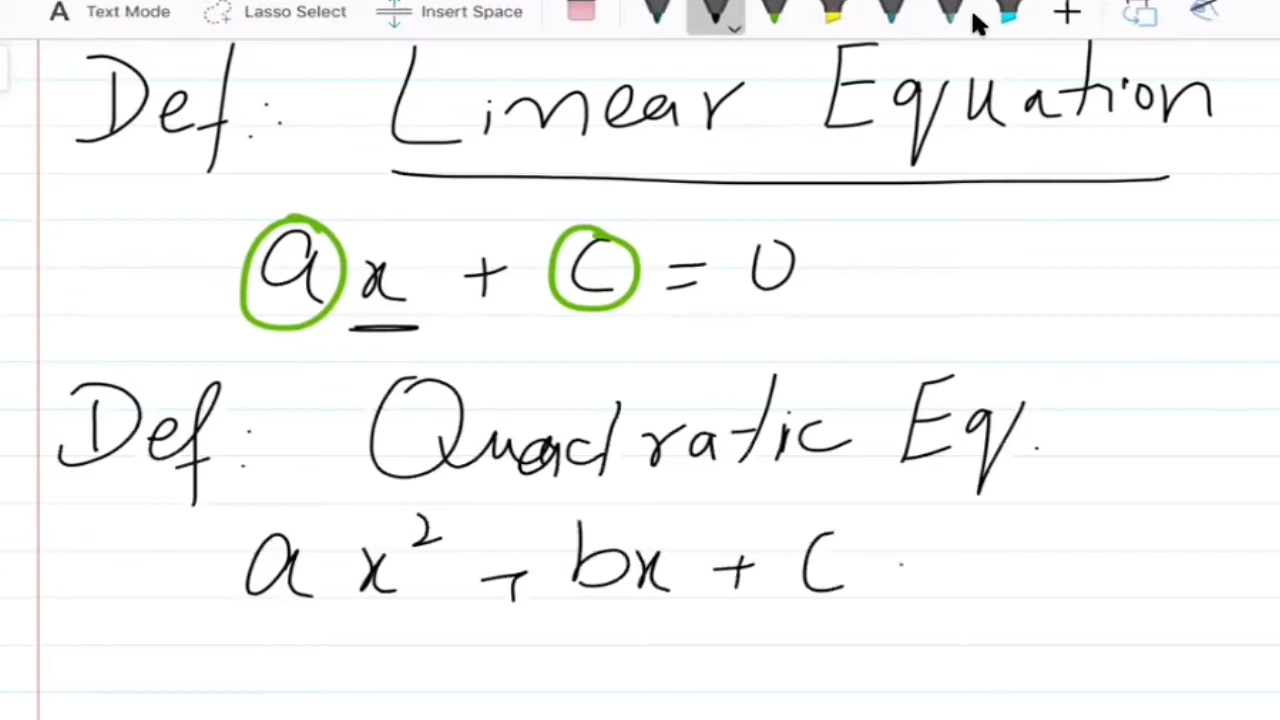 A Text Mode Lasso Select Insert Space
Def: Linear Equation
ax + c = 0
Def: Quadratic Eq.
ax² + bx + c